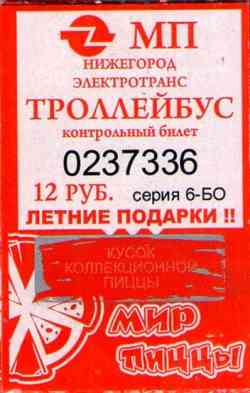 МП
НИЖЕГОРОД
ЭЛЕКТРОТРАНС
ТРОЛЛЕЙБУС
контрольный билет
0237336
12 РУБ. серия 6-БО
ЛЕТНИЕ ПОДАРКИ !!
КУСОК
КОЛЛЕКЦИОННОЙ
ПИЦЦЫ
МИР
ПИЦЦЫ